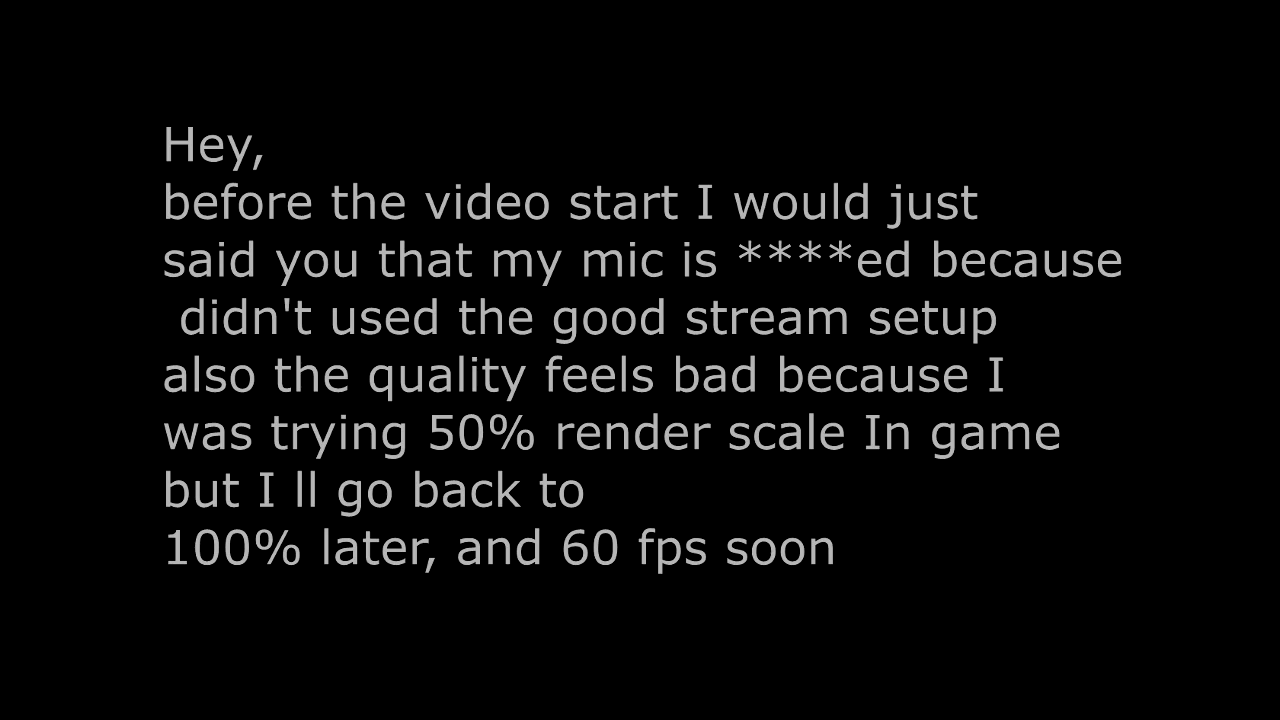 Hey,
before the video start I would just
said you that my mic is ****ed because
didn't used the good stream setup
also the quality feels bad because I
was trying 50% render scale In game
but I ll go back to
100% later, and 60 fps soon